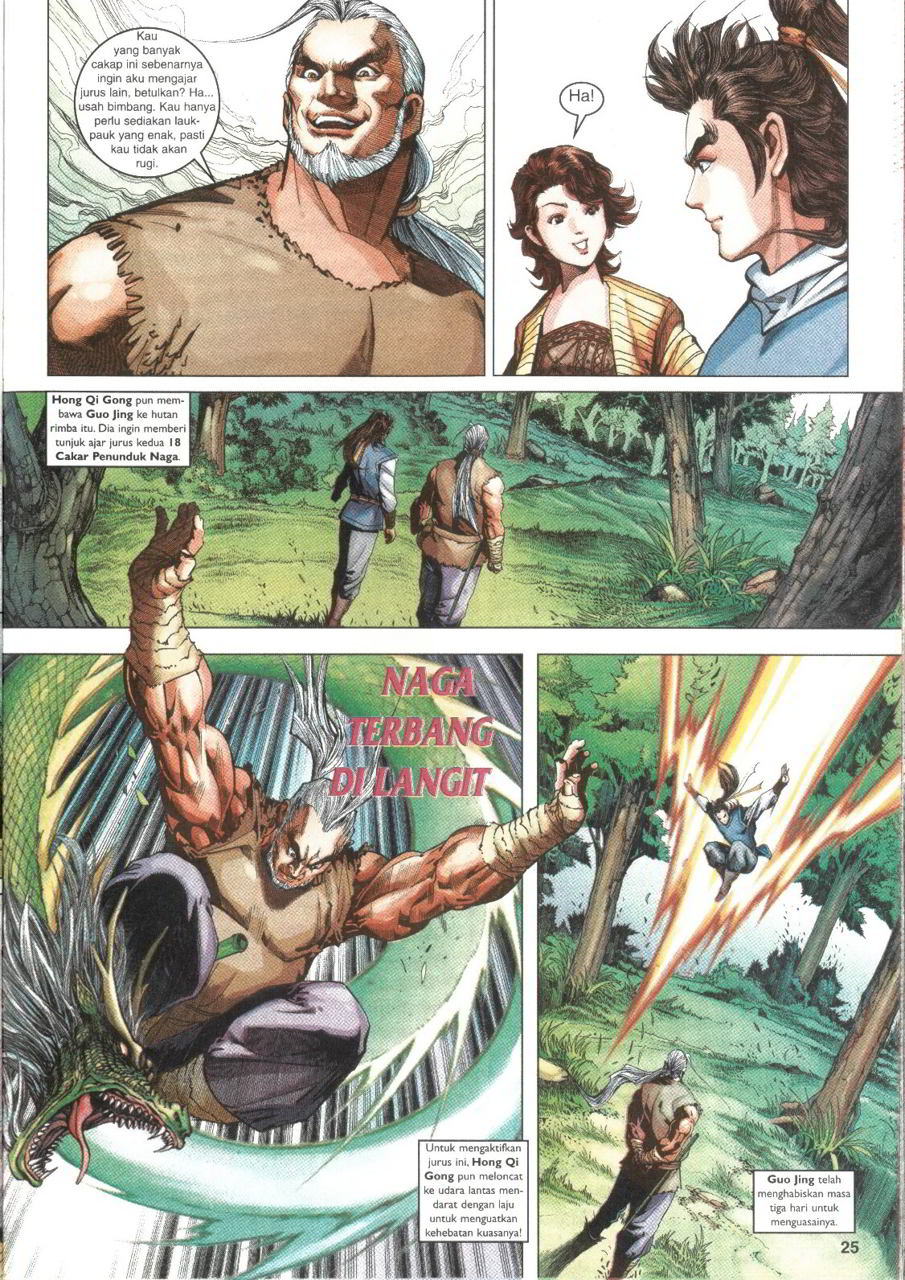 Kau
yang banyak
cakap ini sebenarnya
ingin aku mengajar
jurus lain, betulkan? Ha...
usah bimbang. Kau hanya
perlu sediakan lauk-
pauk yang enak, pasti
kau tidak akan
rugi.
Ha!
Hong Qi Gong pun mem-
bawa Guo Jing ke hutan
rimba itu. Dia ingin memberi
tunjuk ajar jurus kedua 18
Cakar Penunduk Naga.
NAGA
TERBANG
DI LANGIT
Untuk mengaktifkan
jurus ini, Hong Qi
Gong pun meloncat
ke udara lantas men-
darat dengan laju
untuk menguatkan
kehebatan kuasanya!
Guo Jing telah
menghabiskan masa
tiga hari untuk
menguasainya.
25